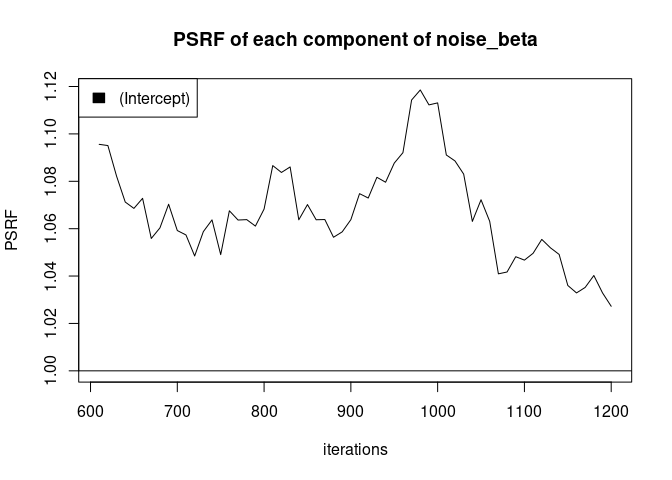 PSRF of each component of noise_beta
(Intercept)
PSRF
1.12
1.10
1.08
1.06
1.04
1.02
1.00
600 700 800 900 1000 1100 1200
iterations